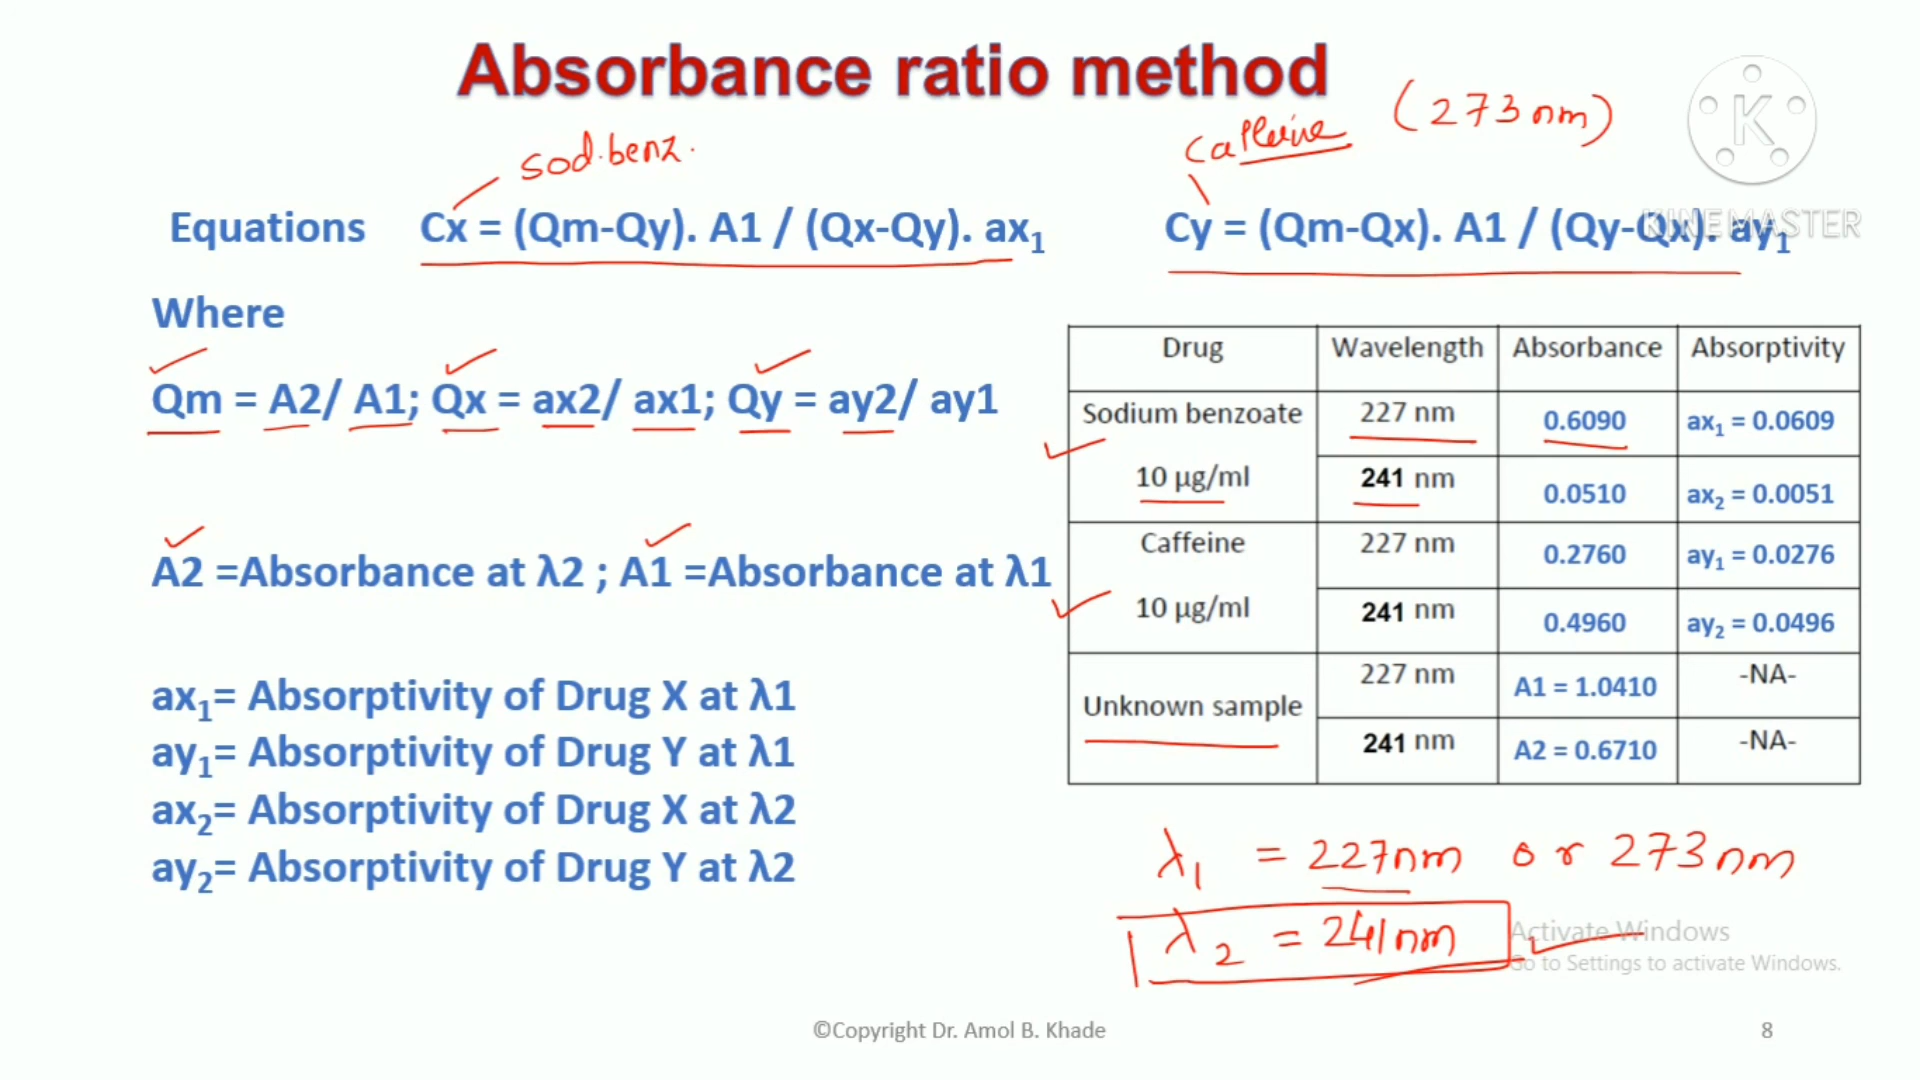 Absorbance ratio method
sod.benz.
Caffeine (273nm)
K
KINEMASTER
Equations Cx = (Qm-Qy). A1 / (Qx-Qy). ax₁ Cy = (Qm-Qx). A1 / (Qy-Qx). ay₁
Where
Qm = A2/ A1; Qx = ax2/ ax1; Qy = ay2/ ay1
A2 =Absorbance at λ2 ; A1 =Absorbance at λ1
ax₁= Absorptivity of Drug X at λ1
ay₁= Absorptivity of Drug Y at λ1
ax₂= Absorptivity of Drug X at λ2
ay₂= Absorptivity of Drug Y at λ2
Drug Wavelength Absorbance Absorptivity
Sodium benzoate 227 nm 0.6090 ax₁ = 0.0609
10 µg/ml 241 nm 0.0510 ax₂ = 0.0051
Caffeine 227 nm 0.2760 ay₁ = 0.0276
10 µg/ml 241 nm 0.4960 ay₂ = 0.0496
Unknown sample 227 nm A1 = 1.0410 -NA-
241 nm A2 = 0.6710 -NA-
λ₁ = 227nm or 273nm
λ₂ = 241nm
Activate Windows
Go to Settings to activate Windows.
©Copyright Dr. Amol B. Khade
8